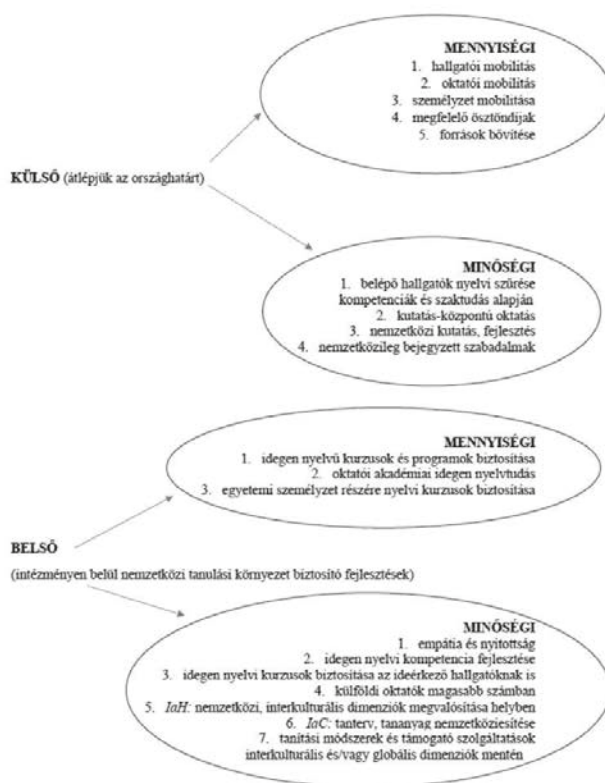 MENNYISÉGI
1. hallgatói mobilitás
2. oktatói mobilitás
3. személyzet mobilitása
4. megfelelő ösztöndíjak
5. források bővítése
KÜLSŐ (átlépjük az országhatárt)
MINŐSÉGI
1. belépő hallgatók nyelvi szűrése
kompetenciák és szaktudás alapján
2. kutatás-központú oktatás
3. nemzetközi kutatás, fejlesztés
4. nemzetközileg bejegyzett szabadalmak
MENNYISÉGI
1. idegen nyelvű kurzusok és programok biztosítása
2. oktatói akadémiai idegen nyelvtudás
3. egyetemi személyzet részére nyelvi kurzusok biztosítása
BELSŐ
(intézményen belül nemzetközi tanulási környezet biztosító fejlesztések)
MINŐSÉGI
1. empátia és nyitottság
2. idegen nyelvi kompetencia fejlesztése
3. idegen nyelvi kurzusok biztosítása az ideérkező hallgatóknak is
4. külföldi oktatók magasabb számban
5. IaH: nemzetközi, interkulturális dimenziók megvalósítása helyben
6. IaC: tanterv, tananyag nemzetköziesítése
7. tanítási módszerek és támogató szolgáltatások
interkulturális és/vagy globális dimenziók mentén